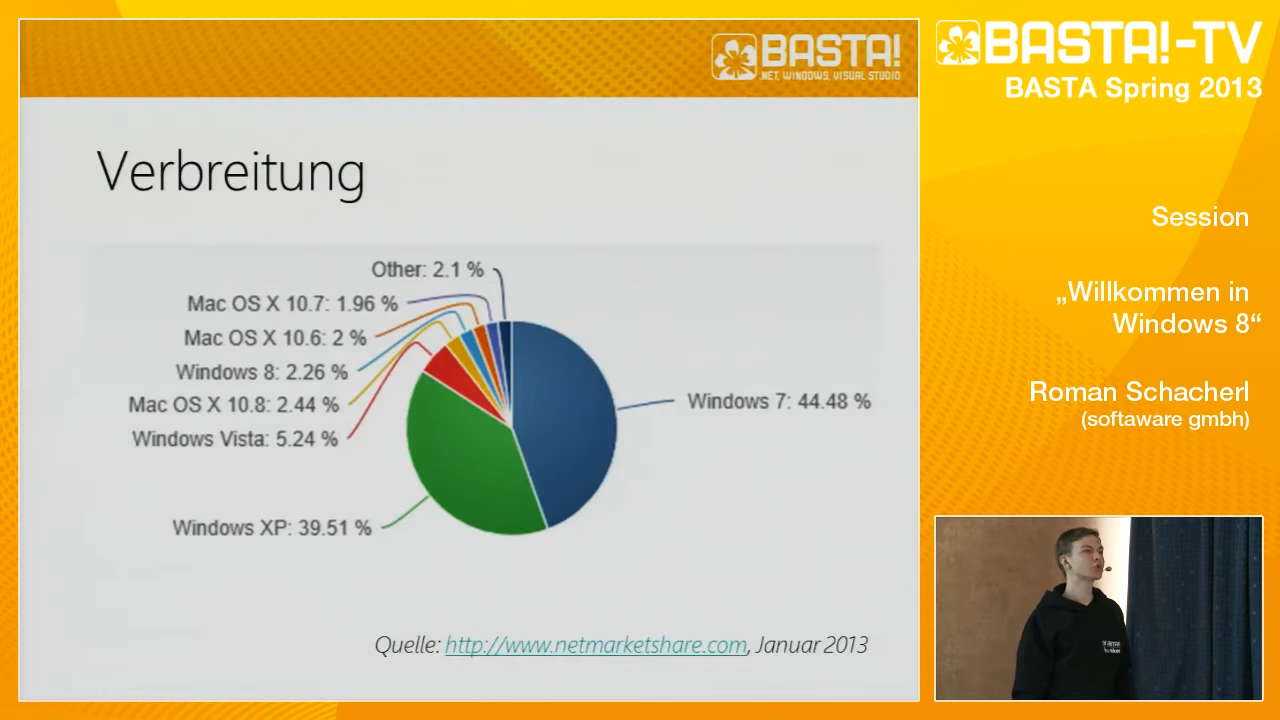 BASTA!
.NET, WINDOWS, VISUAL STUDIO
Verbreitung
Other: 2.1 %
Mac OS X 10.7: 1.96 %
Mac OS X 10.6: 2 %
Windows 8: 2.26 %
Mac OS X 10.8: 2.44 %
Windows Vista: 5.24 %
Windows XP: 39.51 %
Windows 7: 44.48 %
Quelle: http://www.netmarketshare.com, Januar 2013
BASTA!-TV
BASTA Spring 2013
Session
„Willkommen in
Windows 8“
Roman Schacherl
(softaware gmbh)